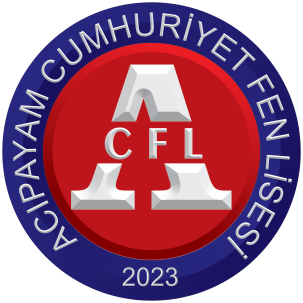 ACIPAYAM CUMHURİYET FEN LİSESİ
A
CFL
2023